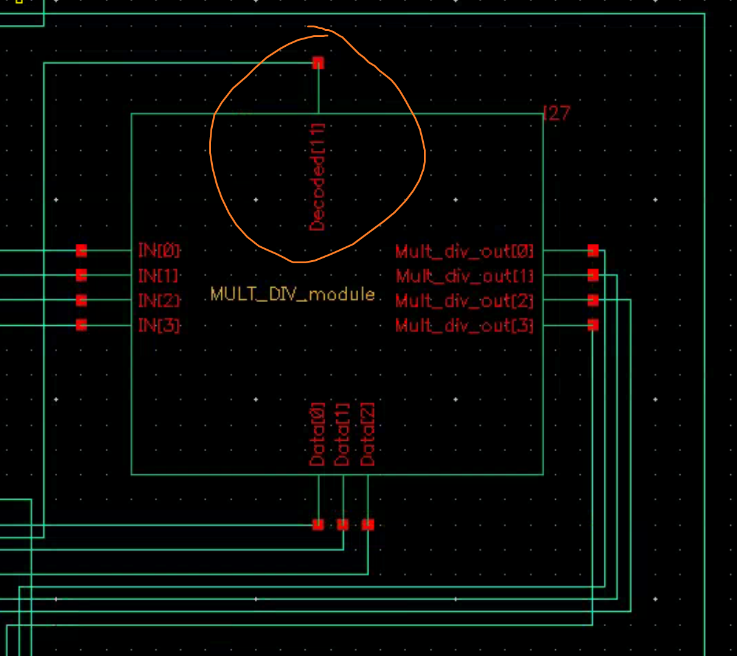 I27
Decoded[11]
IN[0]
IN[1]
IN[2]
IN[3]
MULT_DIV_module
Mult_div_out[0]
Mult_div_out[1]
Mult_div_out[2]
Mult_div_out[3]
Data[0]
Data[1]
Data[2]